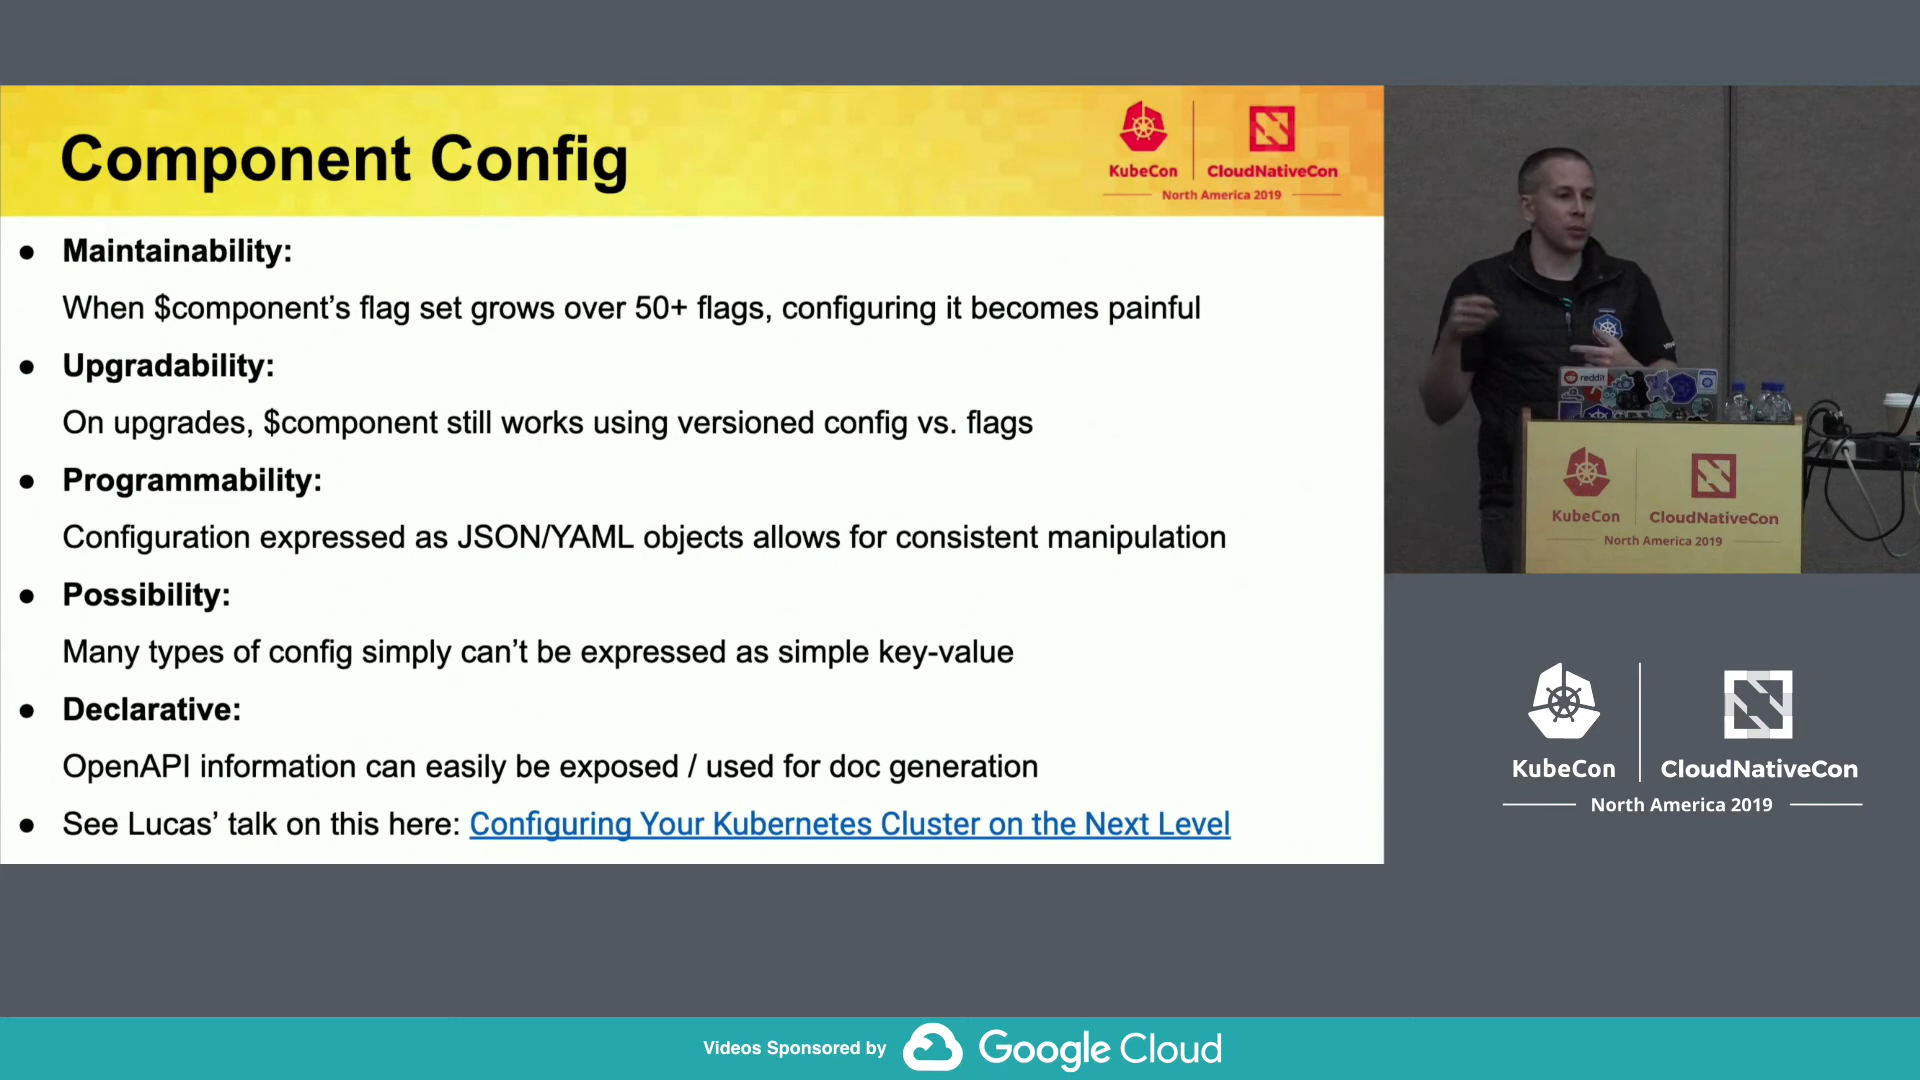 Component Config
KubeCon
CloudNativeCon
North America 2019
● Maintainability:
When $component’s flag set grows over 50+ flags, configuring it becomes painful
● Upgradability:
On upgrades, $component still works using versioned config vs. flags
● Programmability:
Configuration expressed as JSON/YAML objects allows for consistent manipulation
● Possibility:
Many types of config simply can’t be expressed as simple key-value
● Declarative:
OpenAPI information can easily be exposed / used for doc generation
● See Lucas’ talk on this here: Configuring Your Kubernetes Cluster on the Next Level
reddit
KubeCon
CloudNativeCon
North America 2019
KubeCon
CloudNativeCon
North America 2019
Videos Sponsored by Google Cloud